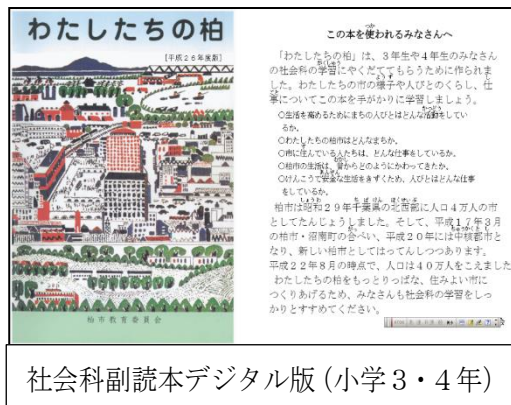 わたしたちの柏
[平成26年度版]
柏市教育委員会
この本を使われるみなさんへ
「わたしたちの柏」は、3年生や4年生のみなさん
の社会科の学習にやくだててもらうために作られま
した。わたしたちの市の様子や人びとのくらし、仕
事についてこの本を手がかりに学習しましょう。
○生活を高めるためにまちの人びとはどんな活動をしてい
るか。
○わたしたちの柏市はどんなまちか。
○市に住んでいる人たちは、どんな仕事をしているか。
○柏市の生活は、昔からどのようにかわってきたか。
○けんこうで安全な生活をきずくため、人びとはどんな仕事
をしているか。
柏市は昭和29年千葉県の北西部に人口4万人の市
としてたんじょうしました。そして、平成17年3月
の柏市・沼南町の合ぺい、平成20年には中核都市と
なり、新しい柏市としてはってんしつつあります。
平成22年8月の時点で、人口は40万人をこえました
わたしたちの柏をもっとりっぱな、住みよい市に
つくりあげるため、みなさんも社会科の学習をしっ
かりとすすめてください。
社会科副読本デジタル版(小学3・4年)